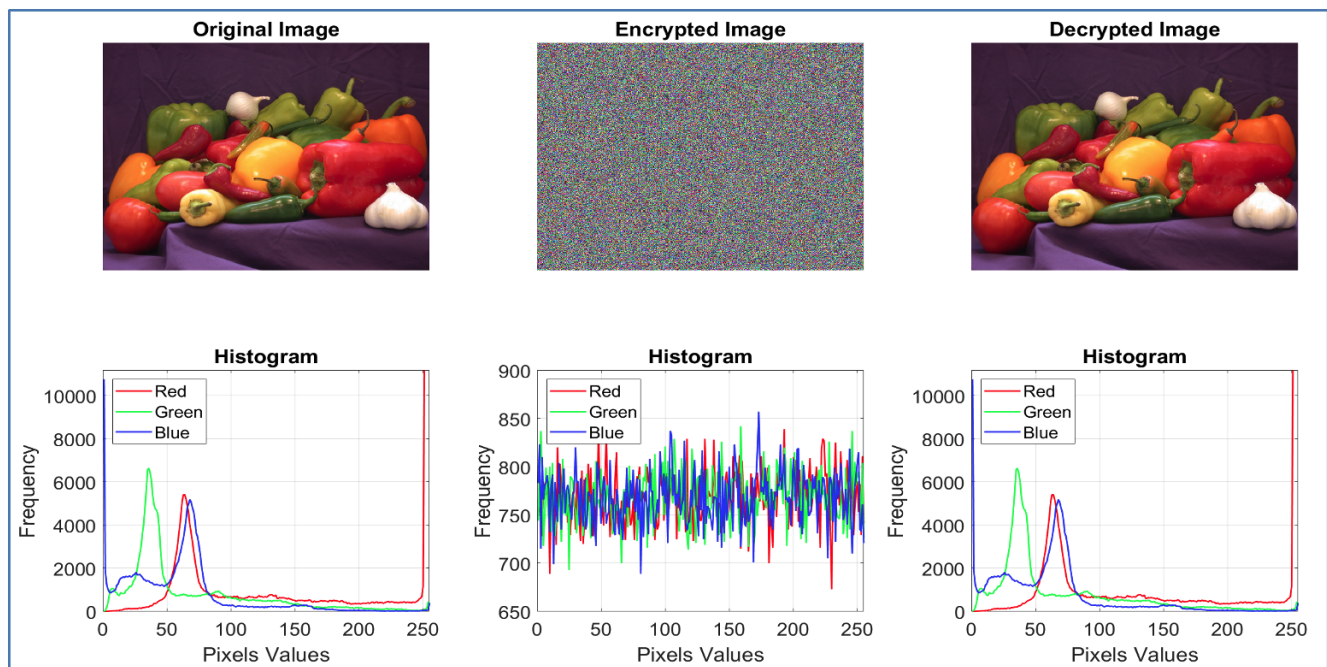 Original Image
Encrypted Image
Decrypted Image
Histogram
10000
8000
6000
4000
2000
0
Frequency
Red
Green
Blue
0 50 100 150 200 250
Pixels Values
Histogram
900
850
800
750
700
650
Frequency
Red
Green
Blue
0 50 100 150 200 250
Pixels Values
Histogram
10000
8000
6000
4000
2000
0
Frequency
Red
Green
Blue
0 50 100 150 200 250
Pixels Values